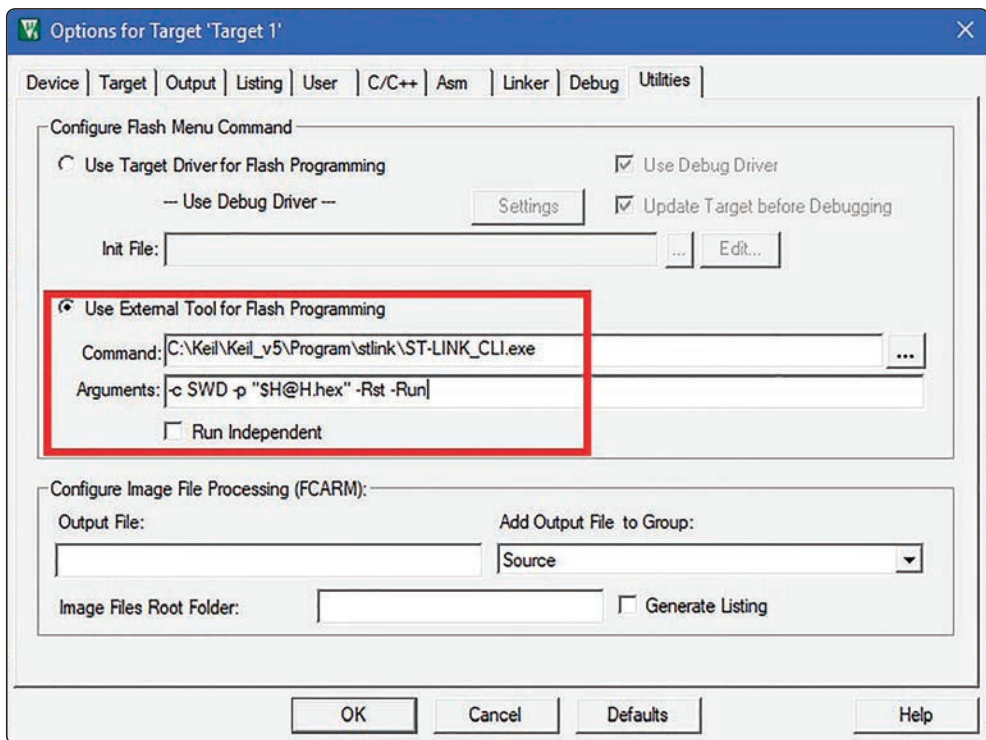 Options for Target 'Target 1'
Device Target Output Listing User C/C++ Asm Linker Debug Utilities
Configure Flash Menu Command
Use Target Driver for Flash Programming
Use Debug Driver
--- Use Debug Driver ---
Settings
Update Target before Debugging
Init File:
...
Edit...
Use External Tool for Flash Programming
Command: C:\Keil\Keil_v5\Program\stlink\ST-LINK_CLI.exe
...
Arguments: -c SWD -p "$H@H.hex" -Rst -Run
Run Independent
Configure Image File Processing (FCARM):
Output File:
Add Output File to Group:
Source
Image Files Root Folder:
Generate Listing
OK Cancel Defaults Help